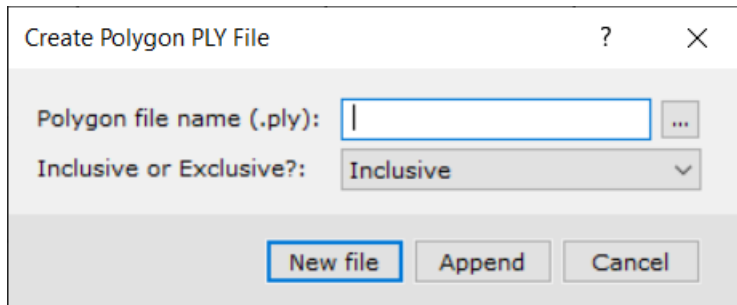 Create Polygon PLY File ?
Polygon file name (.ply): ...
Inclusive or Exclusive?: Inclusive
New file Append Cancel